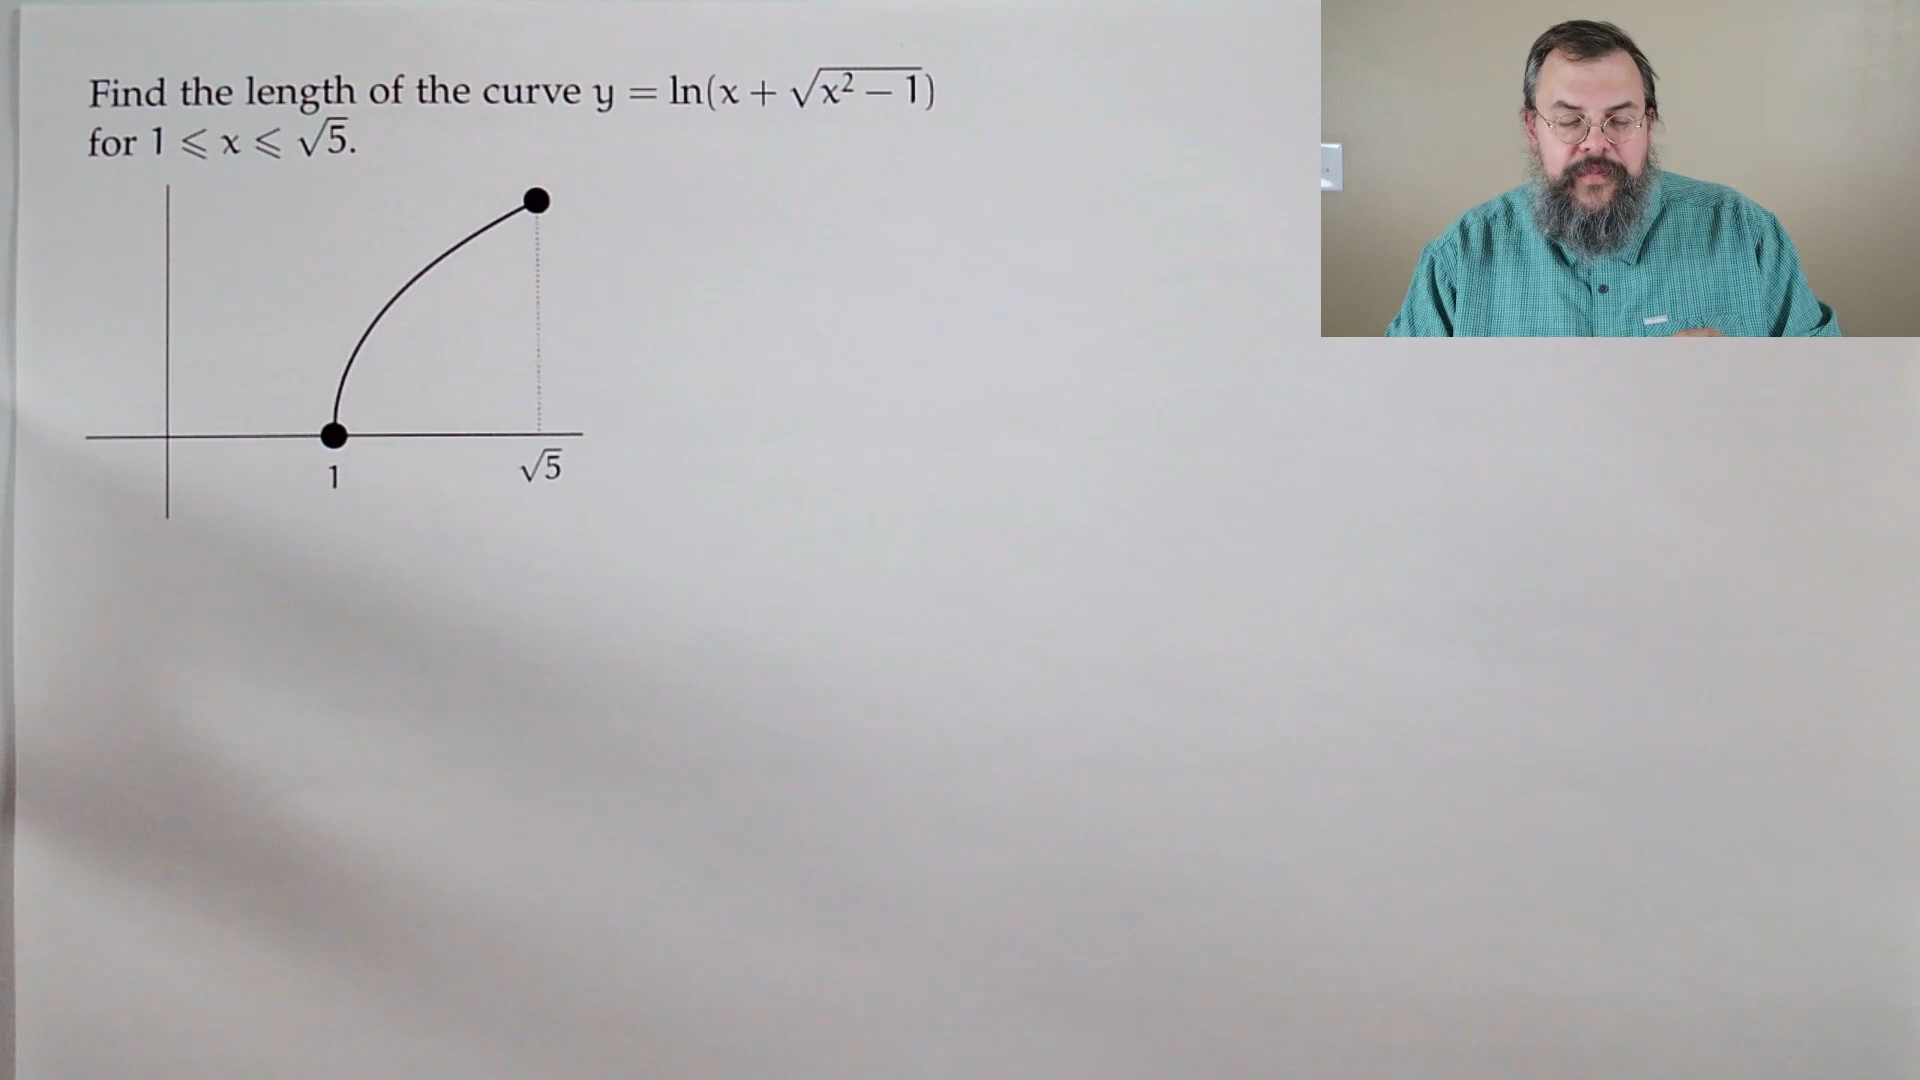 Find the length of the curve y = ln(x + √(x² − 1))
for 1 ⩽ x ⩽ √5.
1
√5